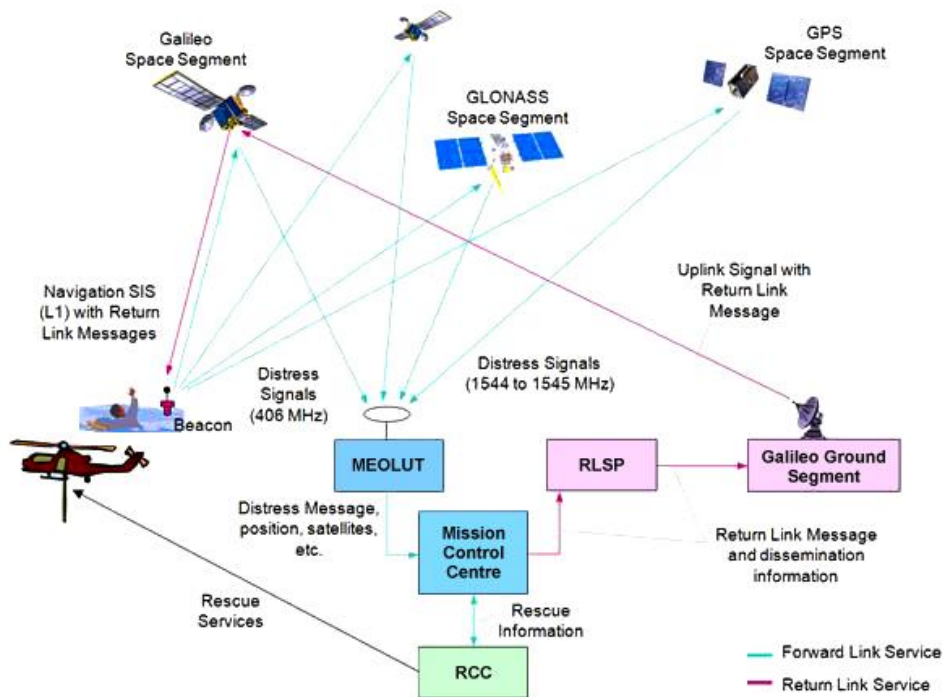 Galileo
Space Segment
GPS
Space Segment
GLONASS
Space Segment
Uplink Signal with
Return Link
Message
Navigation SIS
(L1) with Return
Link Messages
Distress
Signals
(406 MHz)
Distress Signals
(1544 to 1545 MHz)
Beacon
MEOLUT
RLSP
Galileo Ground
Segment
Distress Message,
position, satellites,
etc.
Mission
Control
Centre
Return Link Message
and dissemination
information
Rescue
Services
Rescue
Information
RCC
Forward Link Service
Return Link Service